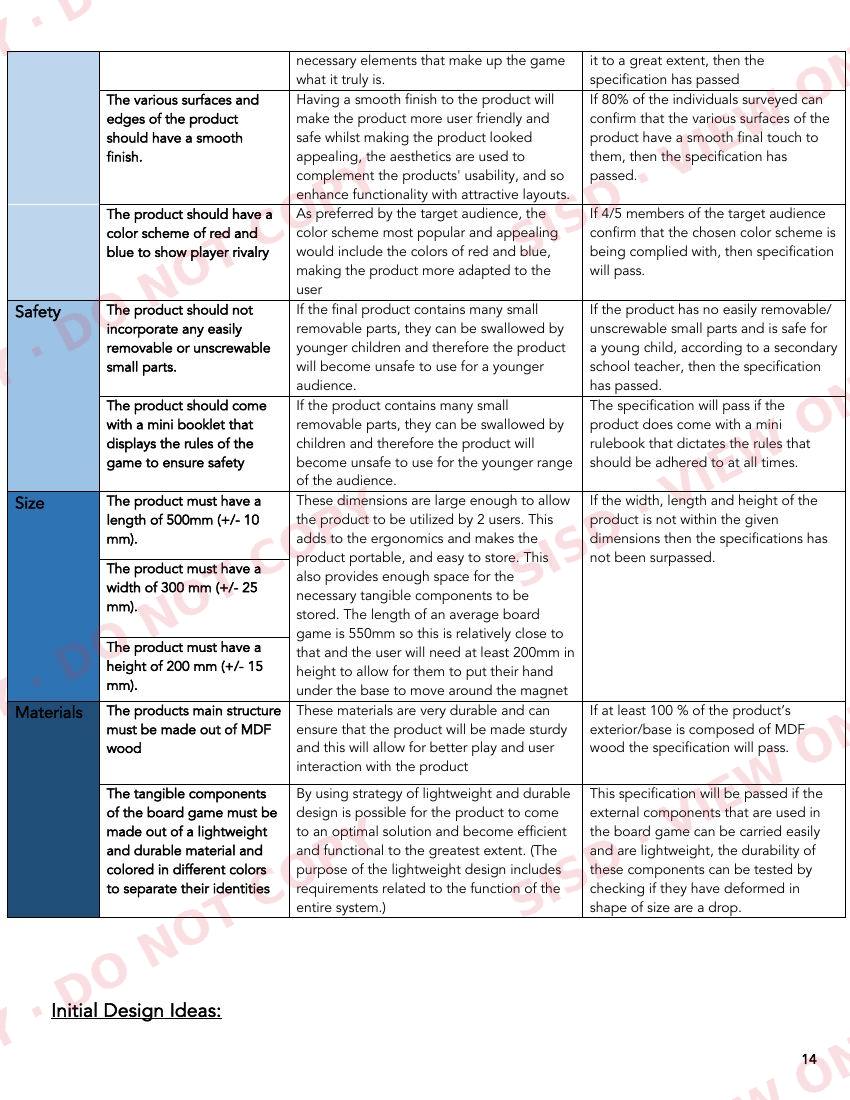 necessary elements that make up the game
what it truly is.
it to a great extent, then the
specification has passed
The various surfaces and
edges of the product
should have a smooth
finish.
Having a smooth finish to the product will
make the product more user friendly and
safe whilst making the product looked
appealing, the aesthetics are used to
complement the products' usability, and so
enhance functionality with attractive layouts.
If 80% of the individuals surveyed can
confirm that the various surfaces of the
product have a smooth final touch to
them, then the specification has
passed.
The product should have a
color scheme of red and
blue to show player rivalry
As preferred by the target audience, the
color scheme most popular and appealing
would include the colors of red and blue,
making the product more adapted to the
user
If 4/5 members of the target audience
confirm that the chosen color scheme is
being complied with, then specification
will pass.
Safety
The product should not
incorporate any easily
removable or unscrewable
small parts.
If the final product contains many small
removable parts, they can be swallowed by
younger children and therefore the product
will become unsafe to use for a younger
audience.
If the product has no easily removable/
unscrewable small parts and is safe for
a young child, according to a secondary
school teacher, then the specification
has passed.
The product should come
with a mini booklet that
displays the rules of the
game to ensure safety
If the product contains many small
removable parts, they can be swallowed by
children and therefore the product will
become unsafe to use for the younger range
of the audience.
The specification will pass if the
product does come with a mini
rulebook that dictates the rules that
should be adhered to at all times.
Size
The product must have a
length of 500mm (+/- 10
mm).
The product must have a
width of 300 mm (+/- 25
mm).
The product must have a
height of 200 mm (+/- 15
mm).
These dimensions are large enough to allow
the product to be utilized by 2 users. This
adds to the ergonomics and makes the
product portable, and easy to store. This
also provides enough space for the
necessary tangible components to be
stored. The length of an average board
game is 550mm so this is relatively close to
that and the user will need at least 200mm in
height to allow for them to put their hand
under the base to move around the magnet
If the width, length and height of the
product is not within the given
dimensions then the specifications has
not been surpassed.
Materials
The products main structure
must be made out of MDF
wood
These materials are very durable and can
ensure that the product will be made sturdy
and this will allow for better play and user
interaction with the product
If at least 100 % of the product's
exterior/base is composed of MDF
wood the specification will pass.
The tangible components
of the board game must be
made out of a lightweight
and durable material and
colored in different colors
to separate their identities
By using strategy of lightweight and durable
design is possible for the product to come
to an optimal solution and become efficient
and functional to the greatest extent. (The
purpose of the lightweight design includes
requirements related to the function of the
entire system.)
This specification will be passed if the
external components that are used in
the board game can be carried easily
and are lightweight, the durability of
these components can be tested by
checking if they have deformed in
shape of size are a drop.
Initial Design Ideas:
14
DO NOT COPY
SISD · VIEW ON
DO NOT COPY
SISD · VIEW ON
DO NOT COPY
SISD · VIEW ON